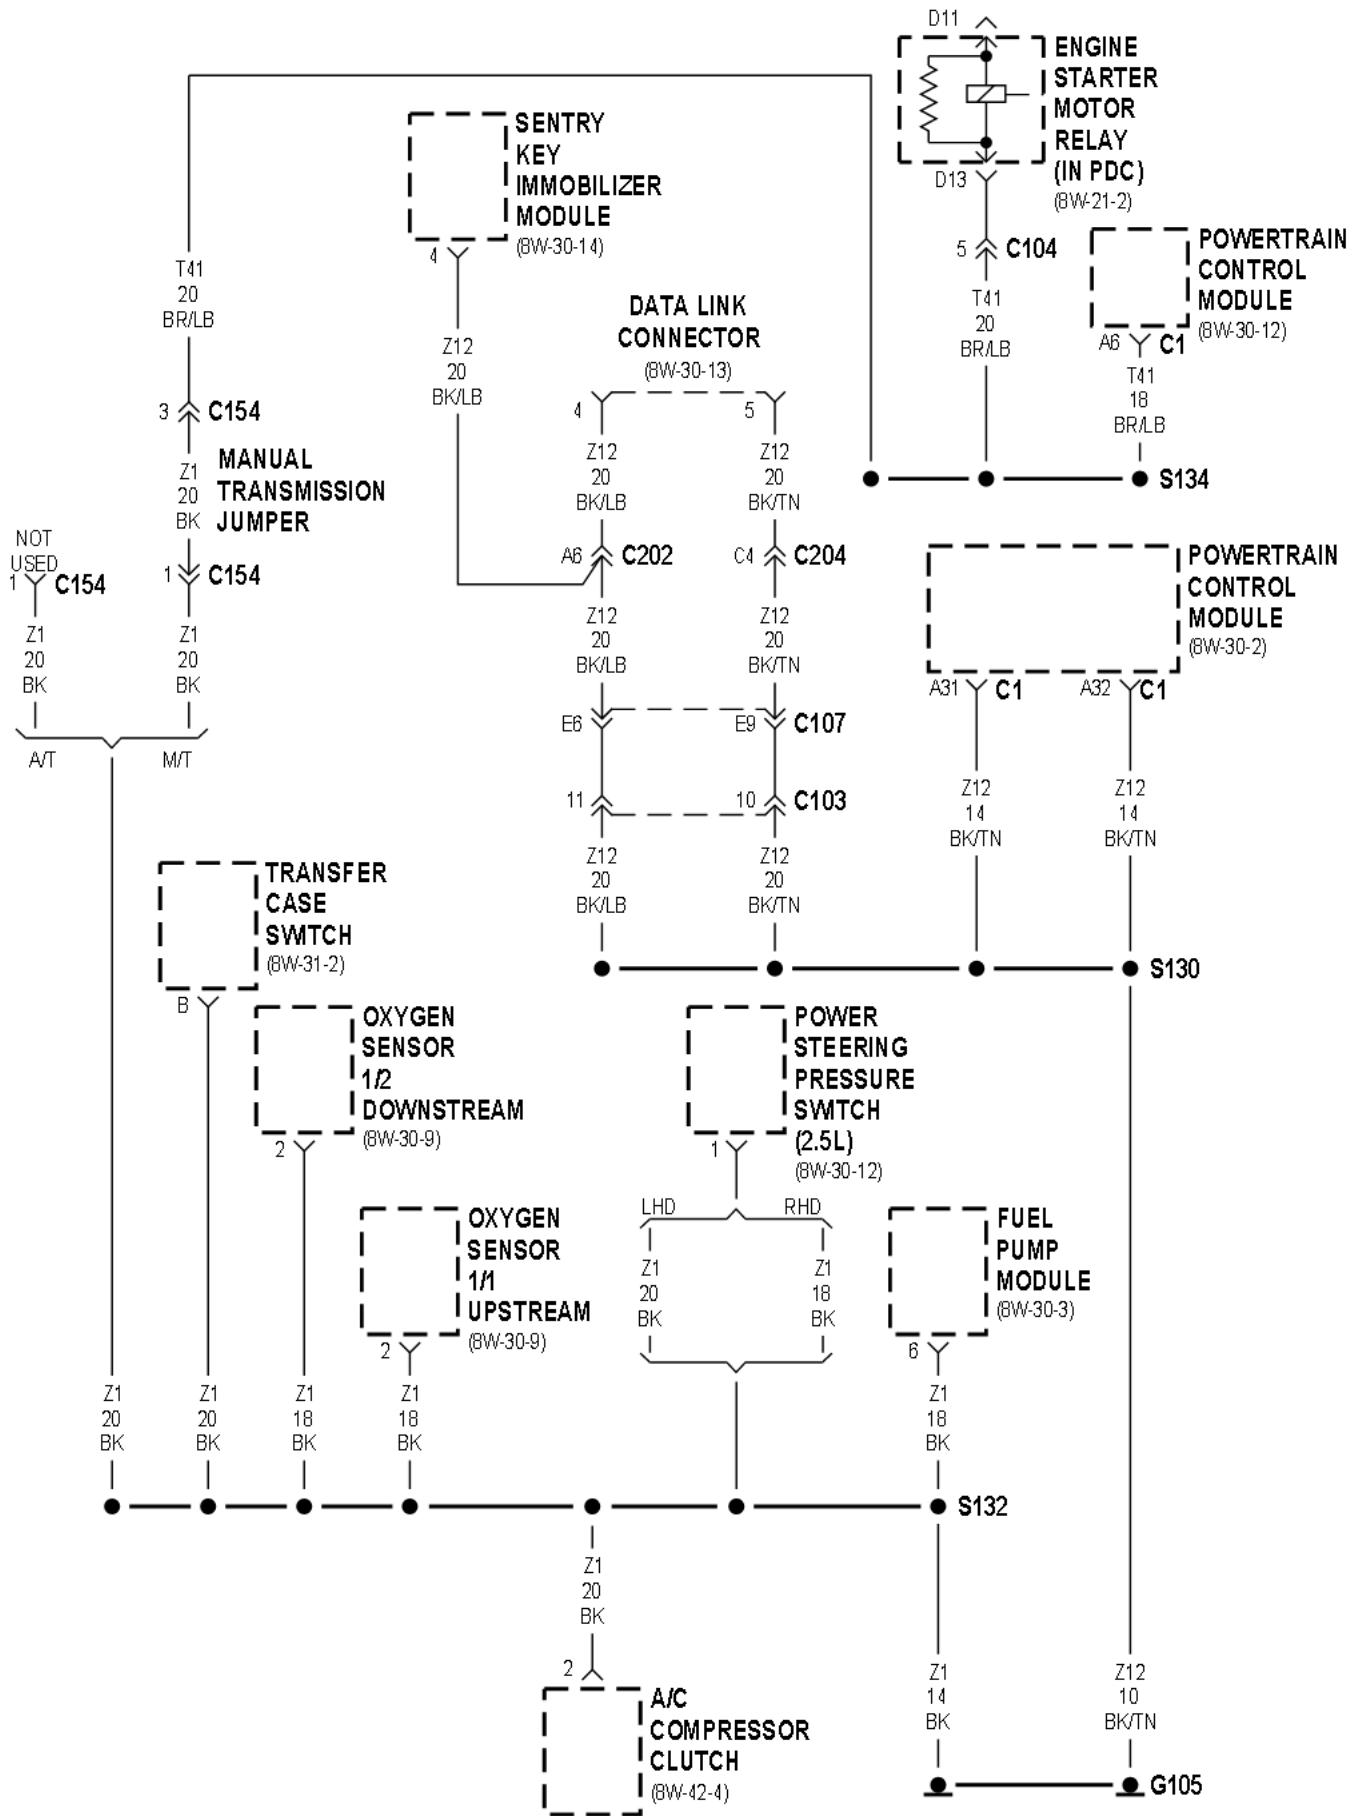 D11
ENGINE
STARTER
MOTOR
RELAY
(IN PDC)
(8W-21-2)
D13
5 C104
T41
20
BR/LB
SENTRY
KEY
IMMOBILIZER
MODULE
(8W-30-14)
4
Z12
20
BK/LB
POWERTRAIN
CONTROL
MODULE
(8W-30-12)
A6 C1
T41
18
BR/LB
S134
T41
20
BR/LB
3 C154
Z1
20
BK
MANUAL
TRANSMISSION
JUMPER
1 C154
Z1
20
BK
NOT
USED
1 C154
Z1
20
BK
A/T
M/T
DATA LINK
CONNECTOR
(8W-30-13)
4
5
Z12
20
BK/LB
Z12
20
BK/TN
A6 C202
C4 C204
Z12
20
BK/LB
Z12
20
BK/TN
E6
E9 C107
11
10 C103
Z12
20
BK/LB
Z12
20
BK/TN
POWERTRAIN
CONTROL
MODULE
(8W-30-2)
A31 C1
A32 C1
Z12
14
BK/TN
Z12
14
BK/TN
S130
TRANSFER
CASE
SWITCH
(8W-31-2)
B
OXYGEN
SENSOR
1/2
DOWNSTREAM
(8W-30-9)
2
OXYGEN
SENSOR
1/1
UPSTREAM
(8W-30-9)
2
POWER
STEERING
PRESSURE
SWITCH
(2.5L)
(8W-30-12)
1
LHD
RHD
Z1
20
BK
Z1
18
BK
FUEL
PUMP
MODULE
(8W-30-3)
6
Z1
20
BK
Z1
20
BK
Z1
18
BK
Z1
18
BK
Z1
18
BK
S132
Z1
20
BK
2
A/C
COMPRESSOR
CLUTCH
(8W-42-4)
Z1
14
BK
Z12
10
BK/TN
G105